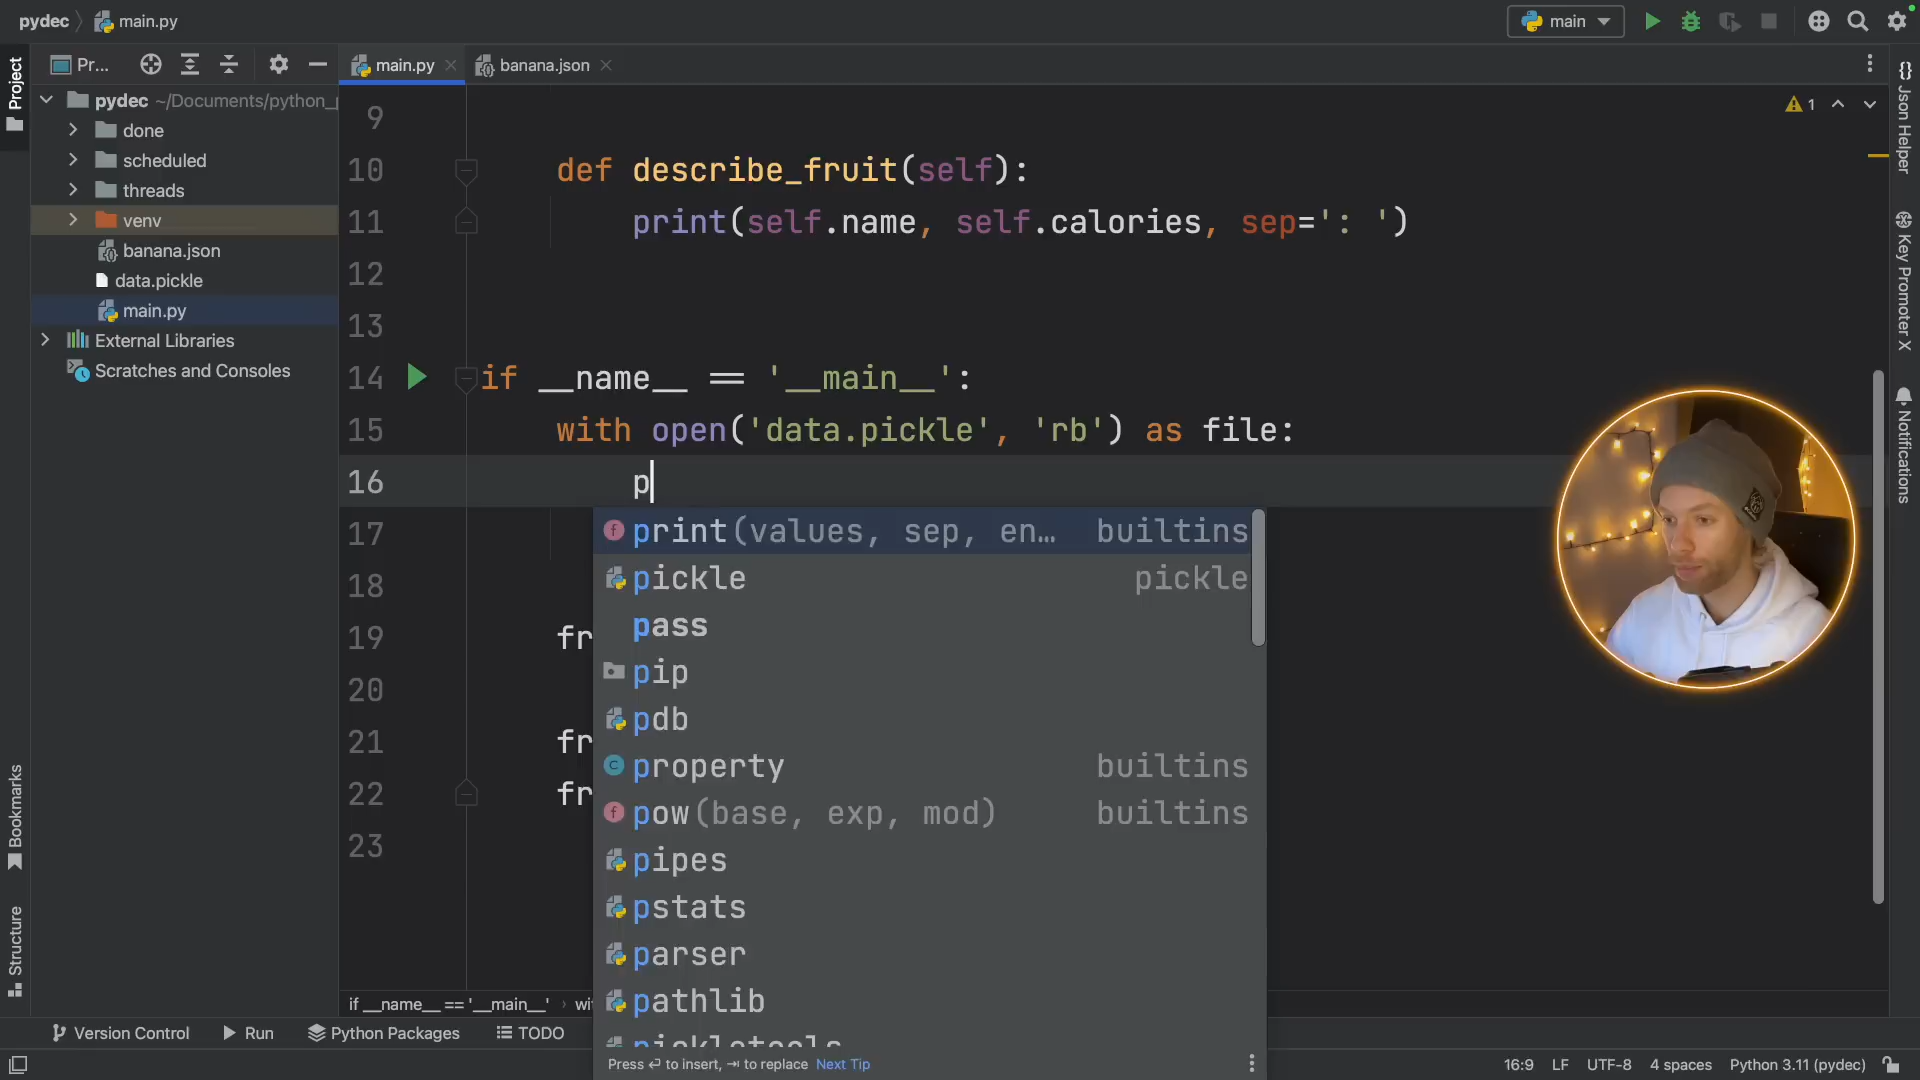 pydec main.py
main
Pr...
main.py
banana.json
Project
pydec ~/Documents/python_p
done
scheduled
threads
venv
banana.json
data.pickle
main.py
External Libraries
Scratches and Consoles
9
10 def describe_fruit(self):
11 print(self.name, self.calories, sep=': ')
12
13
14 if __name__ == '__main__':
15 with open('data.pickle', 'rb') as file:
16 p
17
18
19 fr
20
21 fr
22 fr
23
1
print(values, sep, en... builtins
pickle pickle
pass
pip
pdb
property builtins
pow(base, exp, mod) builtins
pipes
pstats
parser
pathlib
pickletools
Press ↩ to insert, ⇥ to replace Next Tip
{} Json Helper
Key Promoter X
Notifications
Bookmarks
Structure
if __name__ == '__main__' › wi
Version Control
Run
Python Packages
TODO
16:9 LF UTF-8 4 spaces Python 3.11 (pydec)